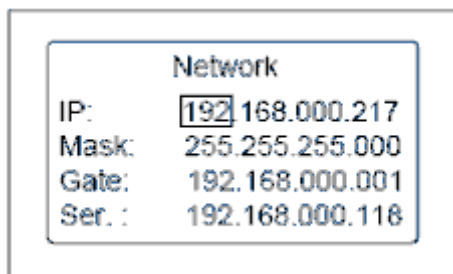 Network
IP: 192.168.000.217
Mask: 255.255.255.000
Gate: 192.168.000.001
Ser. : 192.168.000.118